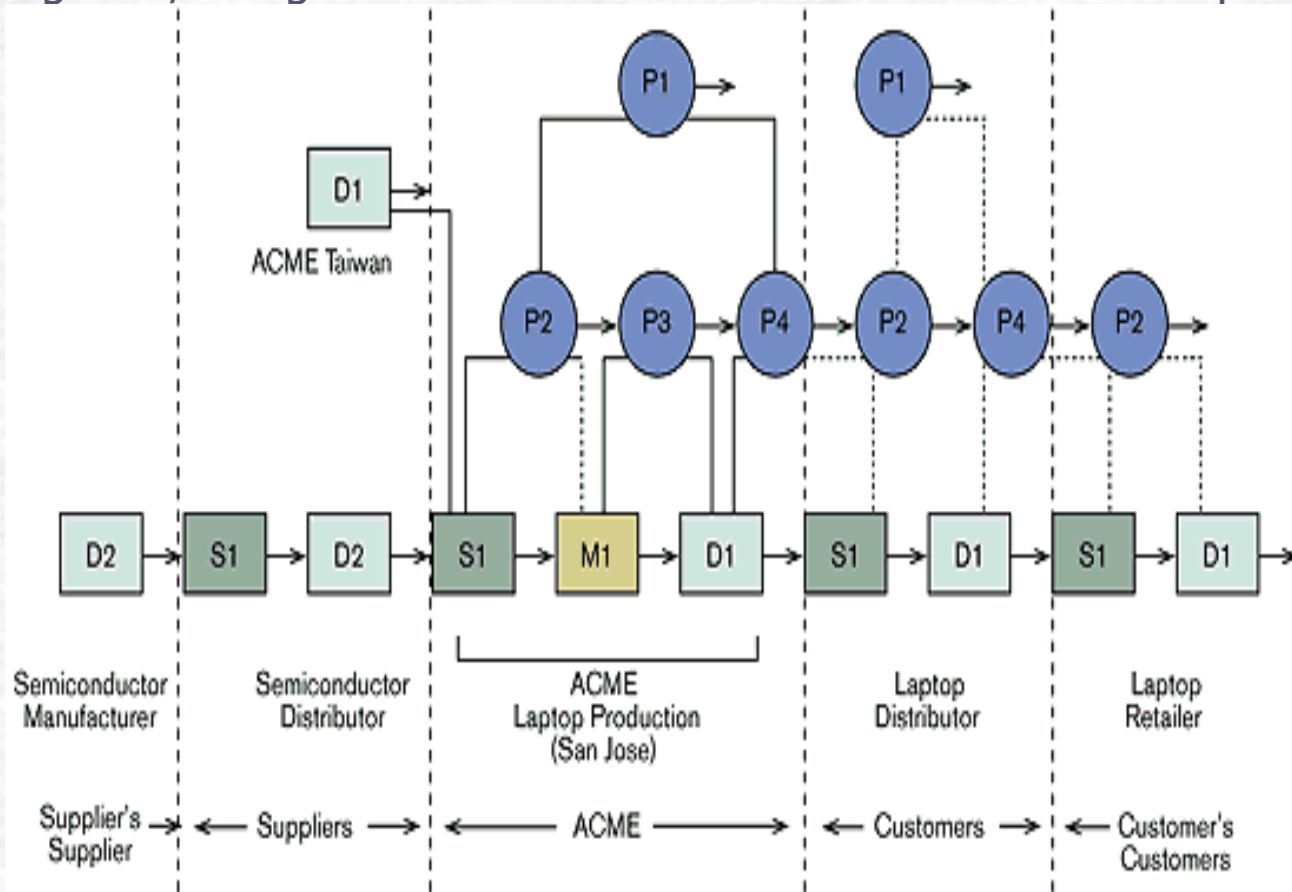 P1
P1
D1
ACME Taiwan
P2
P3
P4
P2
P4
P2
D2
S1
D2
S1
M1
D1
S1
D1
S1
D1
Semiconductor
Manufacturer
Semiconductor
Distributor
ACME
Laptop Production
(San Jose)
Laptop
Distributor
Laptop
Retailer
Supplier's
Supplier
Suppliers
ACME
Customers
Customer's
Customers